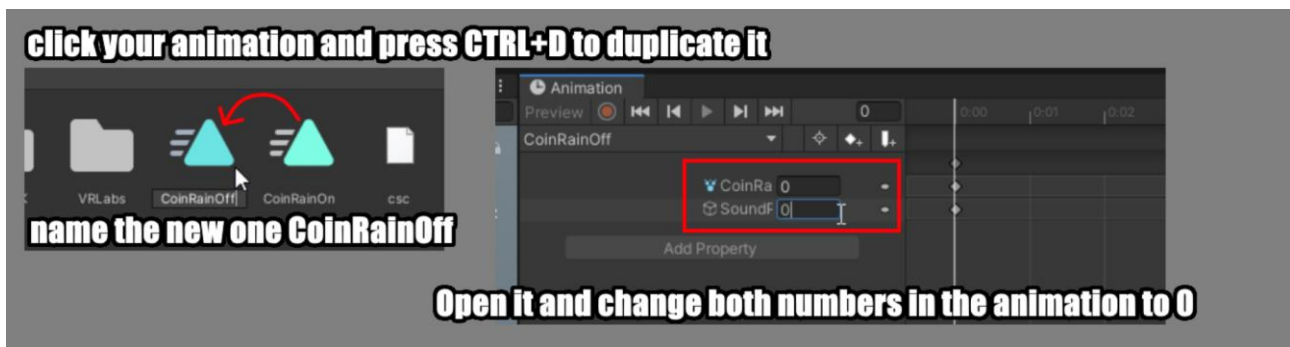 click your animation and press CTRL+D to duplicate it
VRLabs
CoinRainOff
CoinRainOn
csc
name the new one CoinRainOff
Animation
Preview
0
0:00
0:01
0:02
CoinRainOff
CoinRa 0
SoundF 0
Add Property
Open it and change both numbers in the animation to 0